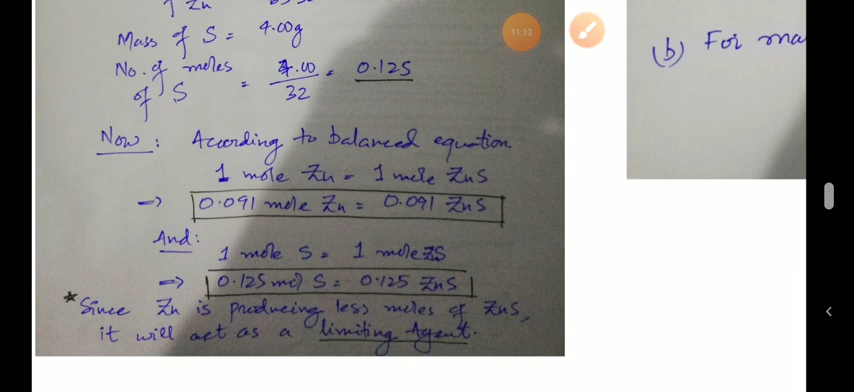 Zn
Mass of S = 4.00g
No. of moles of S = 4.00 / 32 = 0.125
Now : According to balanced equation.
1 mole Zn = 1 mole ZnS
=> 0.091 mole Zn = 0.091 ZnS
And:
1 mole S = 1 mole ZS
=> 0.125 mol S = 0.125 ZnS
* Since Zn is producing less moles of ZnS,
it will act as a limiting Agent.
11:13
(b) For ma